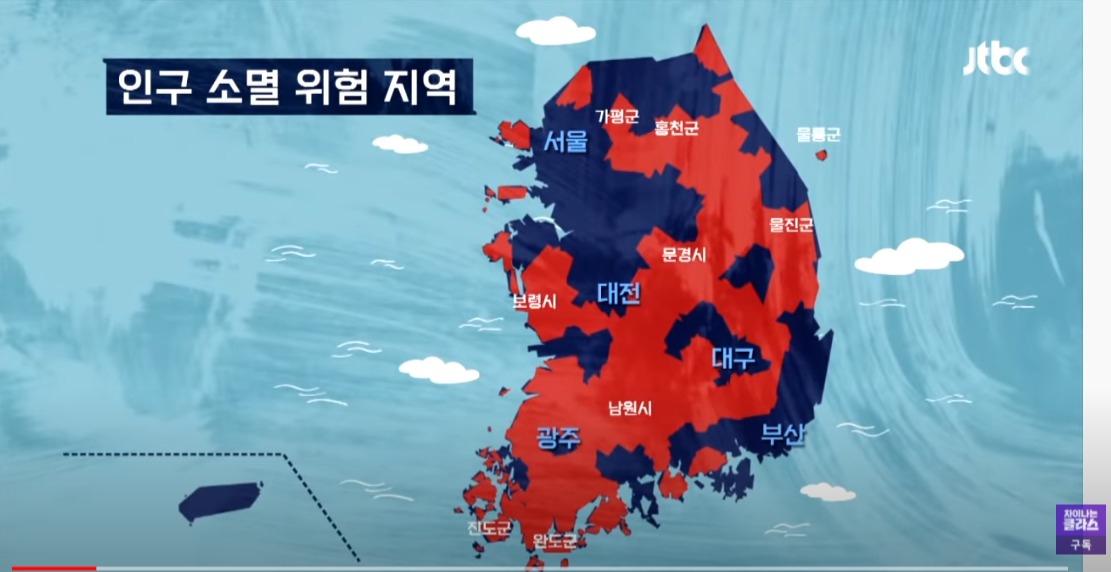 인구 소멸 위험 지역
jtbc
가평군
홍천군
울릉군
서울
울진군
문경시
대전
보령시
대구
남원시
광주
부산
진도군
완도군
차이나는
클라스
구독